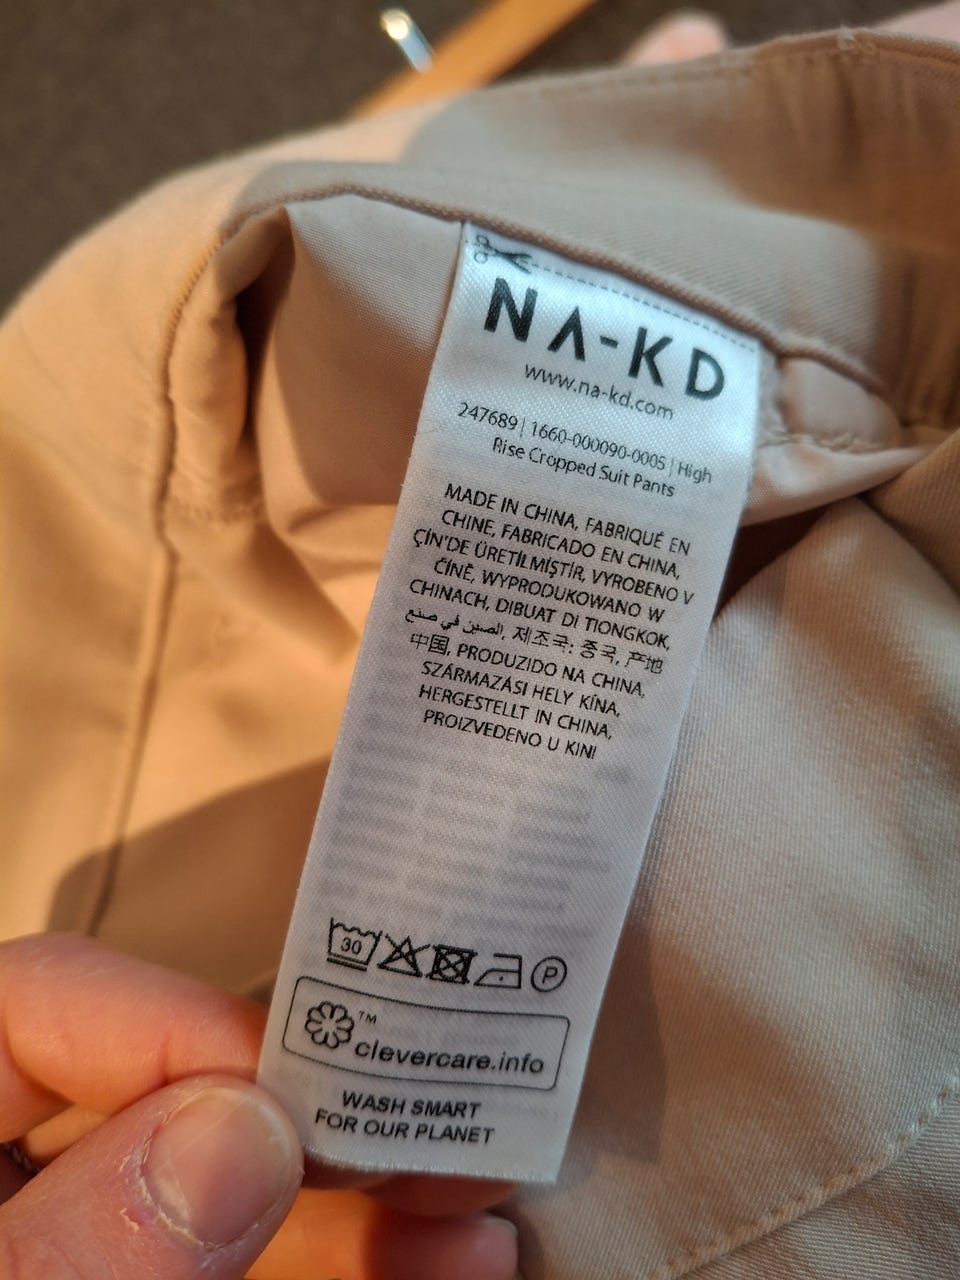 NA-KD
www.na-kd.com
247689 | 1660-000090-0005 | High
Rise Cropped Suit Pants
MADE IN CHINA, FABRIQUÉ EN
CHINE, FABRICADO EN CHINA,
ÇİN'DE ÜRETİLMİŞTİR, VYROBENO V
ČÍNĚ, WYPRODUKOWANO W
CHINACH, DIBUAT DI TIONGKOK,
الصين في صنع, 제조국: 중국, 产地
中国, PRODUZIDO NA CHINA,
SZÁRMAZÁSI HELY KÍNA,
HERGESTELLT IN CHINA,
PROIZVEDENO U KINI
30
P
™
clevercare.info
WASH SMART
FOR OUR PLANET